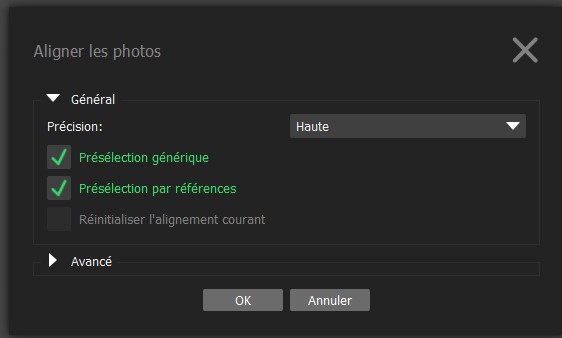 Aligner les photos
Général
Précision: Haute
Présélection générique
Présélection par références
Réinitialiser l'alignement courant
Avancé
OK Annuler